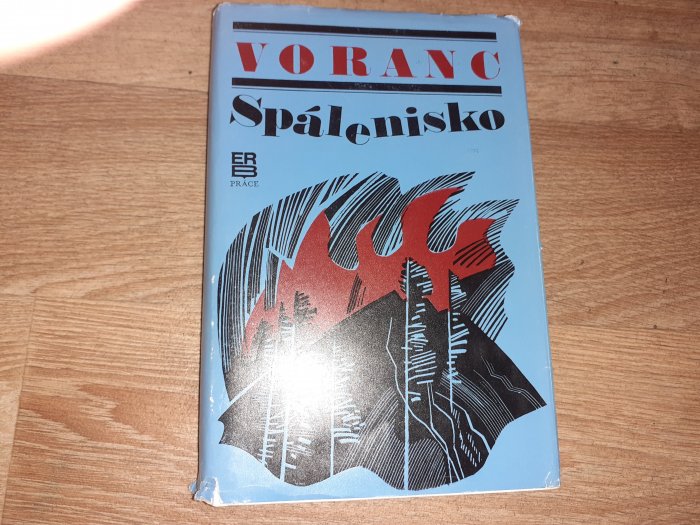 VORANC
Spálenisko
ERB
PRÁCE